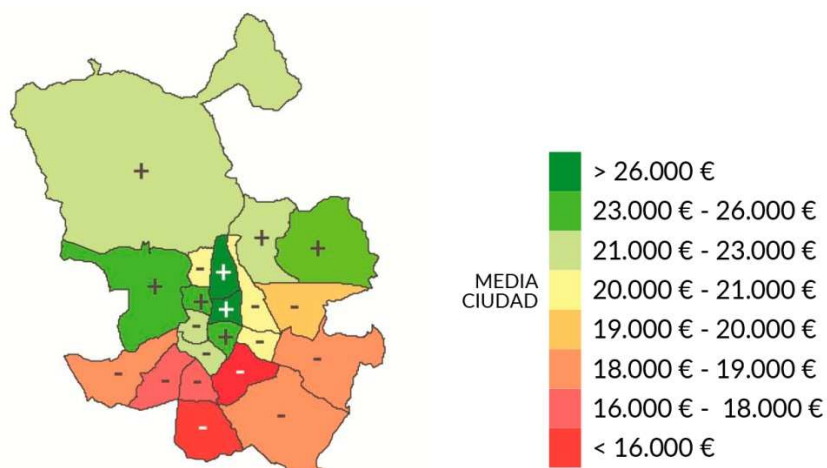 +
+
+
+
-
+
+
-
-
+
+
-
+
-
-
-
-
-
-
-
-
-
-
MEDIA
CIUDAD
> 26.000 €
23.000 € - 26.000 €
21.000 € - 23.000 €
20.000 € - 21.000 €
19.000 € - 20.000 €
18.000 € - 19.000 €
16.000 € - 18.000 €
< 16.000 €